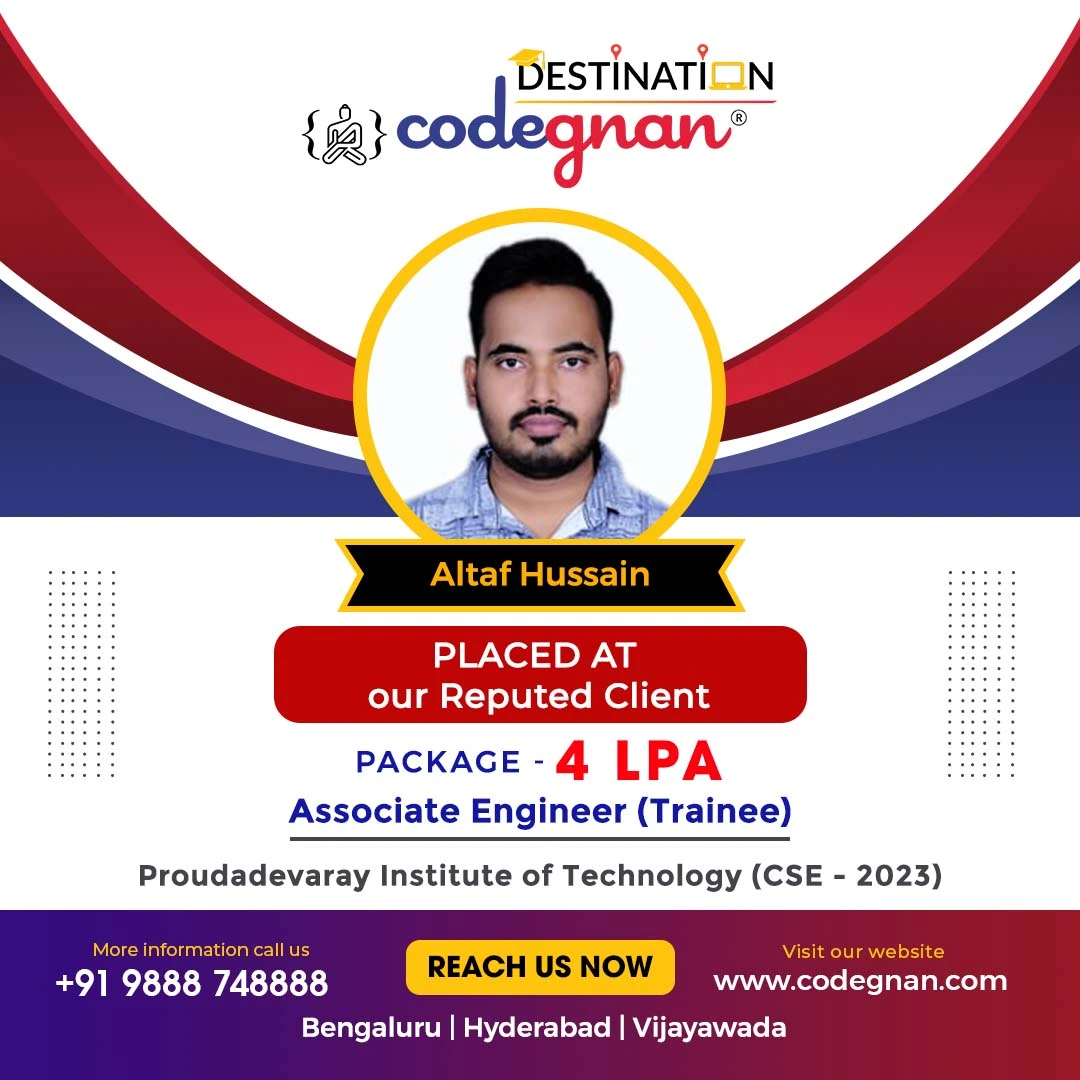 DESTINATION
{ } codegnan®
Altaf Hussain
PLACED AT
our Reputed Client
PACKAGE - 4 LPA
Associate Engineer (Trainee)
Proudadevaray Institute of Technology (CSE - 2023)
More information call us
+91 9888 748888
REACH US NOW
Visit our website
www.codegnan.com
Bengaluru | Hyderabad | Vijayawada